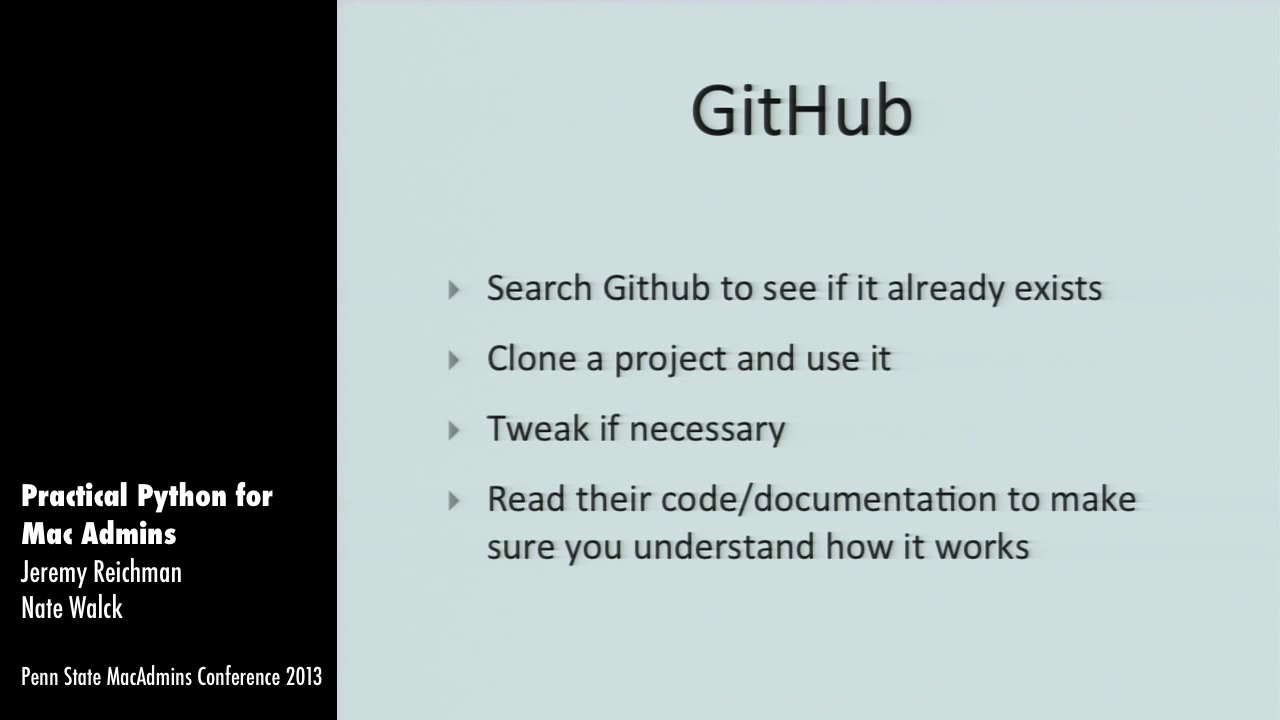 GitHub
Search Github to see if it already exists
Clone a project and use it
Tweak if necessary
Read their code/documentation to make
sure you understand how it works
Practical Python for
Mac Admins
Jeremy Reichman
Nate Walck
Penn State MacAdmins Conference 2013